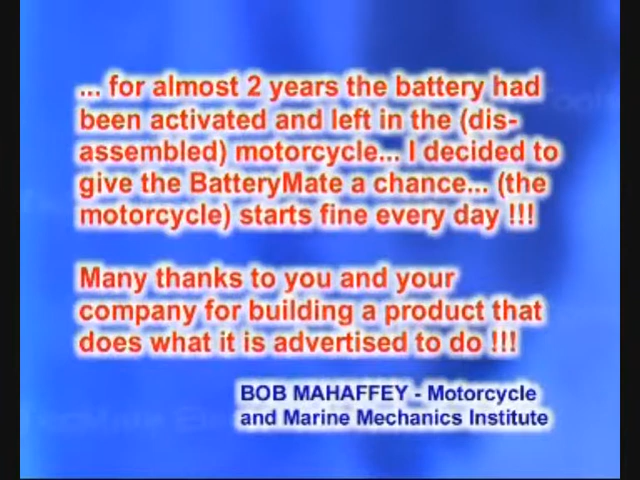 ... for almost 2 years the battery had
been activated and left in the (dis-
assembled) motorcycle... I decided to
give the BatteryMate a chance... (the
motorcycle) starts fine every day !!!
Many thanks to you and your
company for building a product that
does what it is advertised to do !!!
BOB MAHAFFEY - Motorcycle
and Marine Mechanics Institute